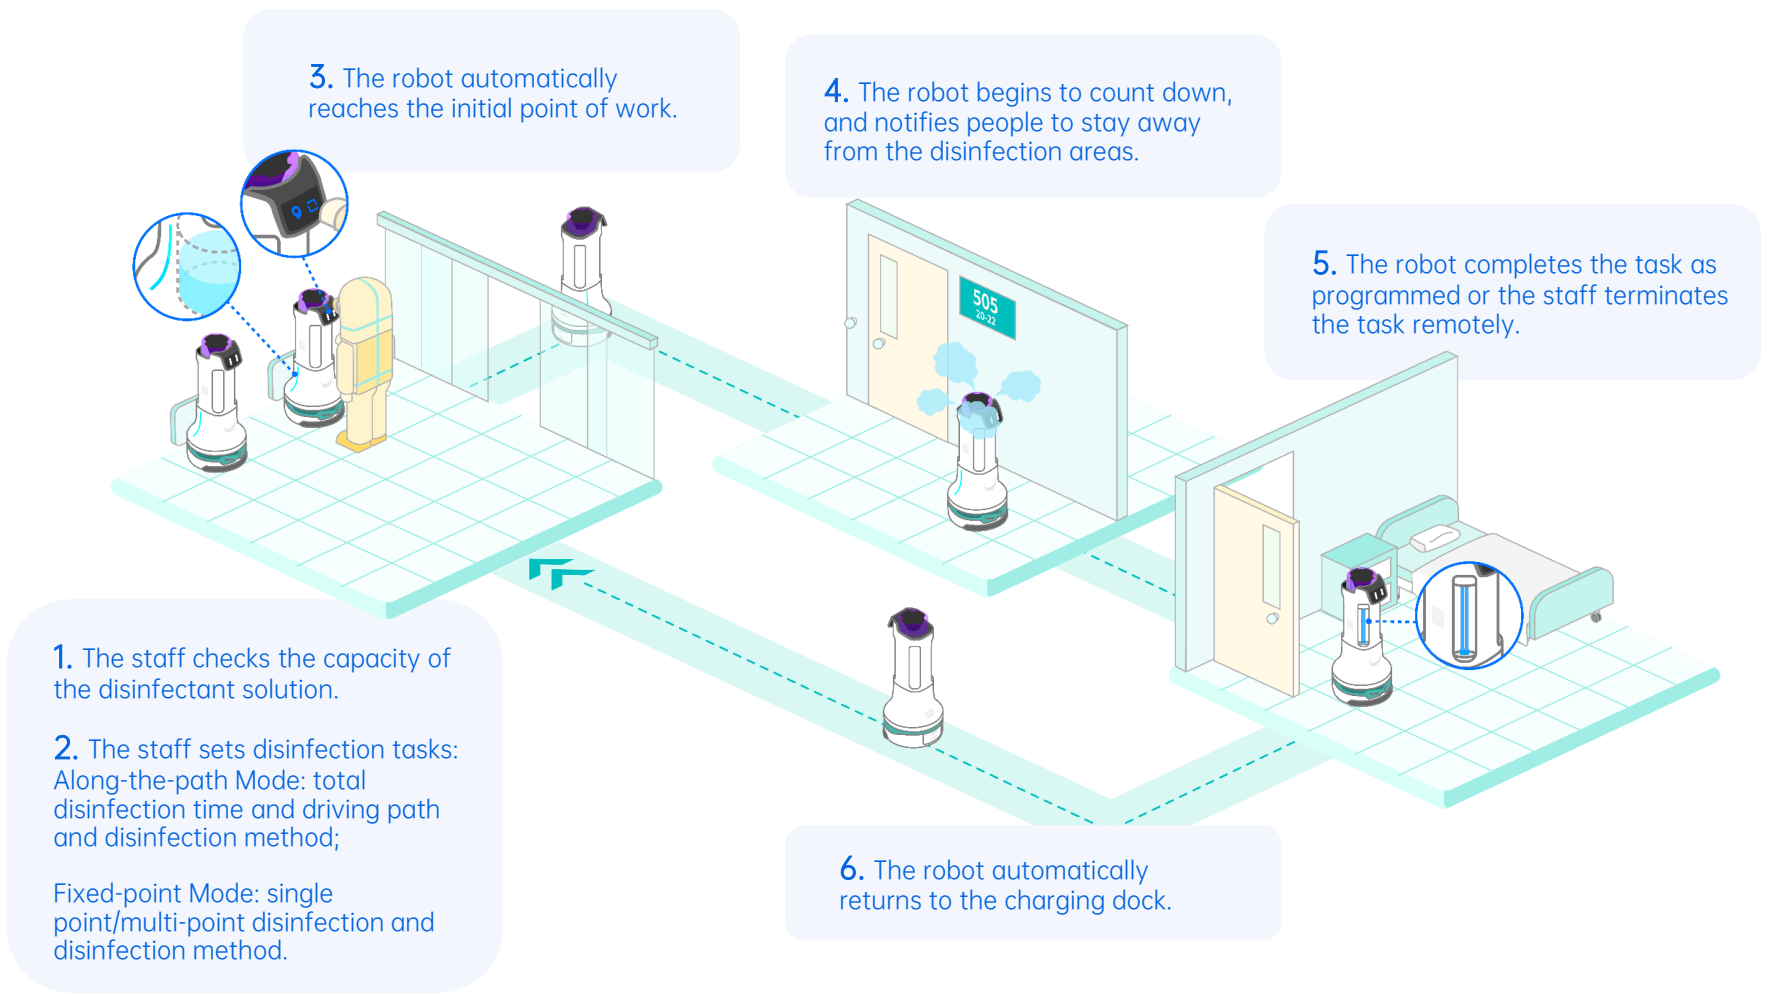 3. The robot automatically
reaches the initial point of work.
4. The robot begins to count down,
and notifies people to stay away
from the disinfection areas.
5. The robot completes the task as
programmed or the staff terminates
the task remotely.
505
20-22
1. The staff checks the capacity of
the disinfectant solution.
2. The staff sets disinfection tasks:
Along-the-path Mode: total
disinfection time and driving path
and disinfection method;
Fixed-point Mode: single
point/multi-point disinfection and
disinfection method.
6. The robot automatically
returns to the charging dock.